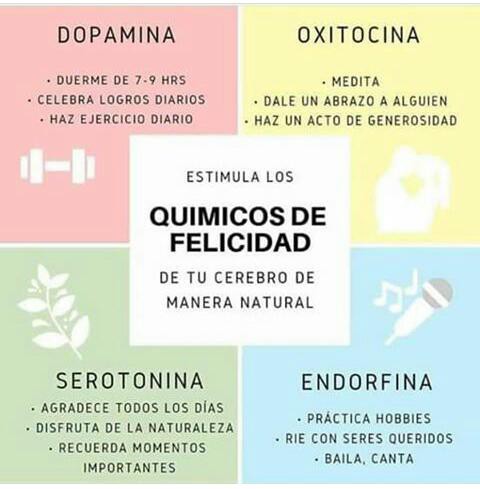 DOPAMINA
• DUERME DE 7-9 HRS
• CELEBRA LOGROS DIARIOS
• HAZ EJERCICIO DIARIO
OXITOCINA
• MEDITA
• DALE UN ABRAZO A ALGUIEN
• HAZ UN ACTO DE GENEROSIDAD
ESTIMULA LOS
QUIMICOS DE
FELICIDAD
DE TU CEREBRO DE
MANERA NATURAL
SEROTONINA
• AGRADECE TODOS LOS DÍAS
• DISFRUTA DE LA NATURALEZA
• RECUERDA MOMENTOS
IMPORTANTES
ENDORFINA
• PRÁCTICA HOBBIES
• RIE CON SERES QUERIDOS
• BAILA, CANTA